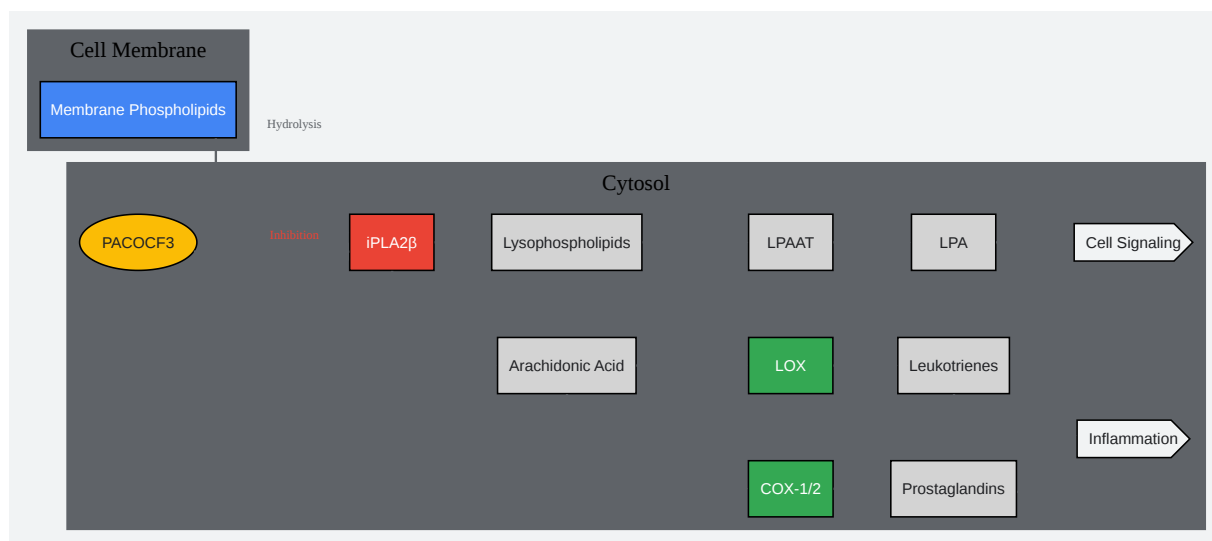 Cell Membrane
Membrane Phospholipids
Hydrolysis
Cytosol
PACOCF3
Inhibition
iPLA2β
Lysophospholipids
LPAAT
LPA
Cell Signaling
Arachidonic Acid
LOX
Leukotrienes
Inflammation
COX-1/2
Prostaglandins